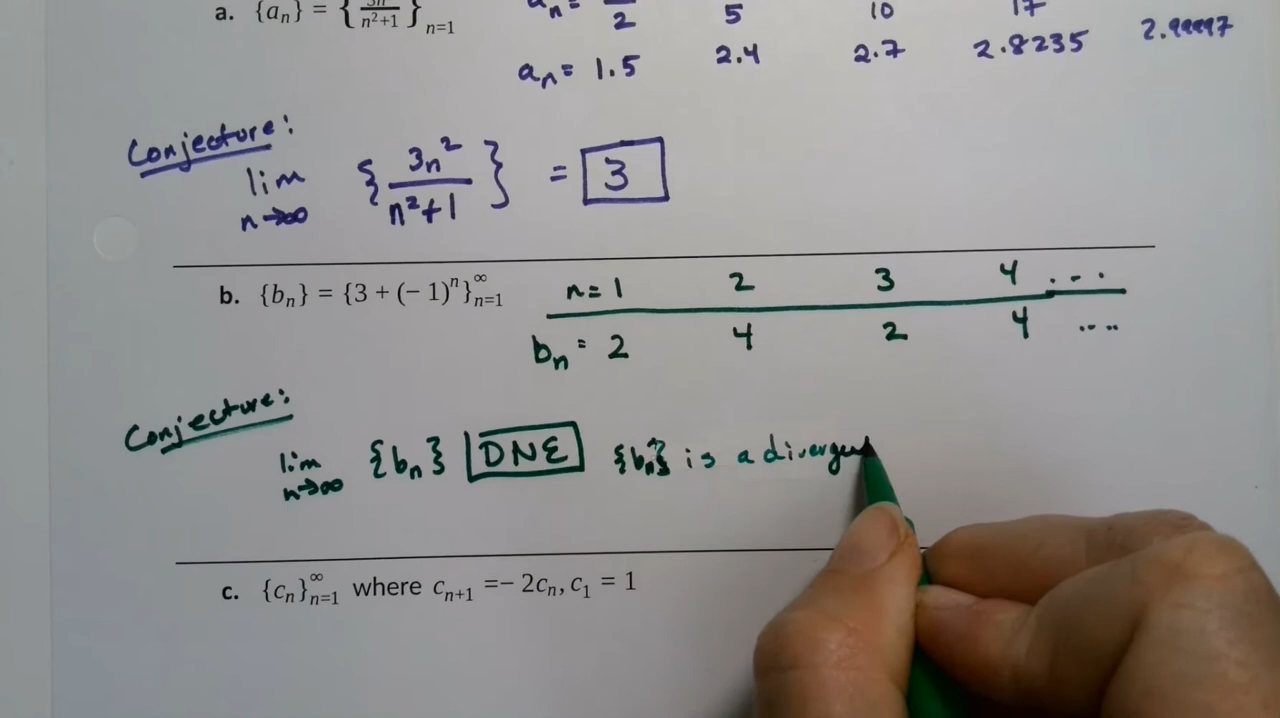 a. {aₙ} = { 3n² / n²+1 }ₙ₌₁
aₙ = 2 5 10 17
aₙ = 1.5 2.4 2.7 2.8235 2.99997
Conjecture:
lim n→∞ { 3n² / n²+1 } = 3
b. {bₙ} = {3 + (− 1)ⁿ}ₙ₌₁^∞ n = 1 2 3 4 ...
bₙ = 2 4 2 4 ....
Conjecture:
lim n→∞ {bₙ} DNE {bₙ} is a divergen
c. {cₙ}ₙ₌₁^∞ where cₙ₊₁ =− 2cₙ, c₁ = 1